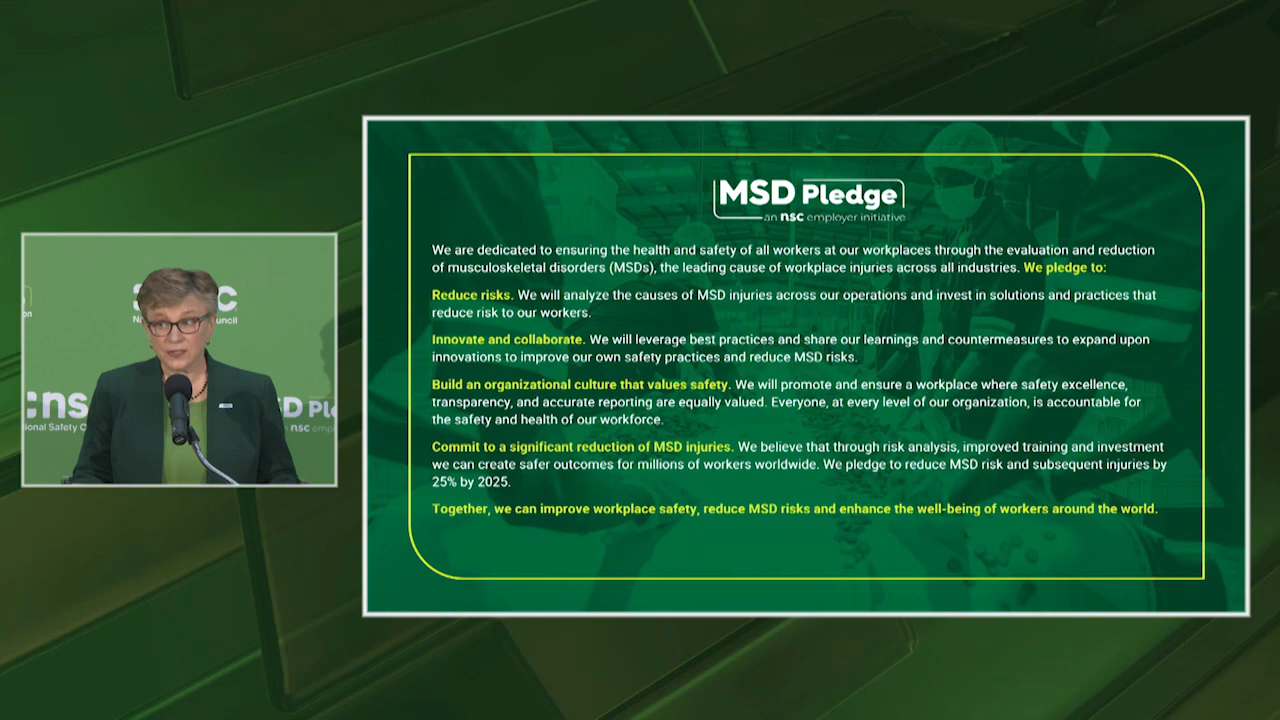 MSD Pledge
an nsc employer initiative
We are dedicated to ensuring the health and safety of all workers at our workplaces through the evaluation and reduction
of musculoskeletal disorders (MSDs), the leading cause of workplace injuries across all industries. We pledge to:
Reduce risks. We will analyze the causes of MSD injuries across our operations and invest in solutions and practices that
reduce risk to our workers.
Innovate and collaborate. We will leverage best practices and share our learnings and countermeasures to expand upon
innovations to improve our own safety practices and reduce MSD risks.
Build an organizational culture that values safety. We will promote and ensure a workplace where safety excellence,
transparency, and accurate reporting are equally valued. Everyone, at every level of our organization, is accountable for
the safety and health of our workforce.
Commit to a significant reduction of MSD injuries. We believe that through risk analysis, improved training and investment
we can create safer outcomes for millions of workers worldwide. We pledge to reduce MSD risk and subsequent injuries by
25% by 2025.
Together, we can improve workplace safety, reduce MSD risks and enhance the well-being of workers around the world.
nsc
ional Safety C
D Ple
nsc emp